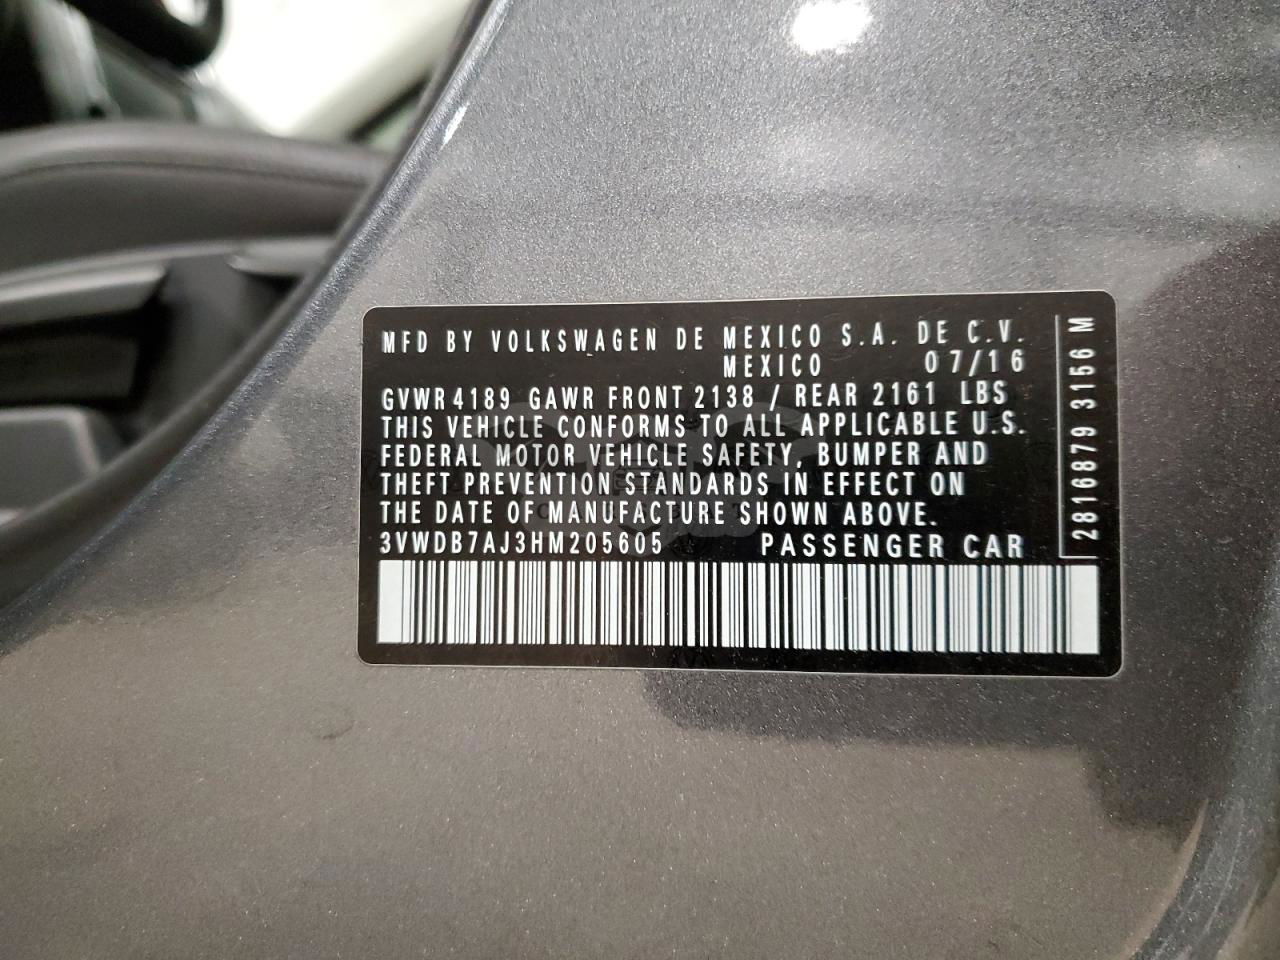 MFD BY VOLKSWAGEN DE MEXICO S.A. DE C.V.
MEXICO 07/16
GVWR 4189 GAWR FRONT 2138 / REAR 2161 LBS
THIS VEHICLE CONFORMS TO ALL APPLICABLE U.S.
FEDERAL MOTOR VEHICLE SAFETY, BUMPER AND
THEFT PREVENTION STANDARDS IN EFFECT ON
THE DATE OF MANUFACTURE SHOWN ABOVE.
3VWDB7AJ3HM205605 PASSENGER CAR
2816879 3156 M